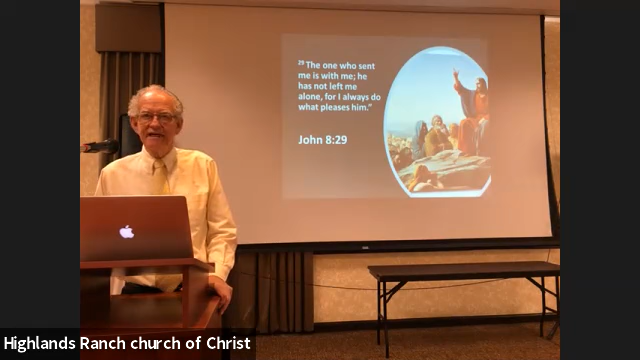 29 The one who sent
me is with me; he
has not left me
alone, for I always do
what pleases him."
John 8:29
Highlands Ranch church of Christ